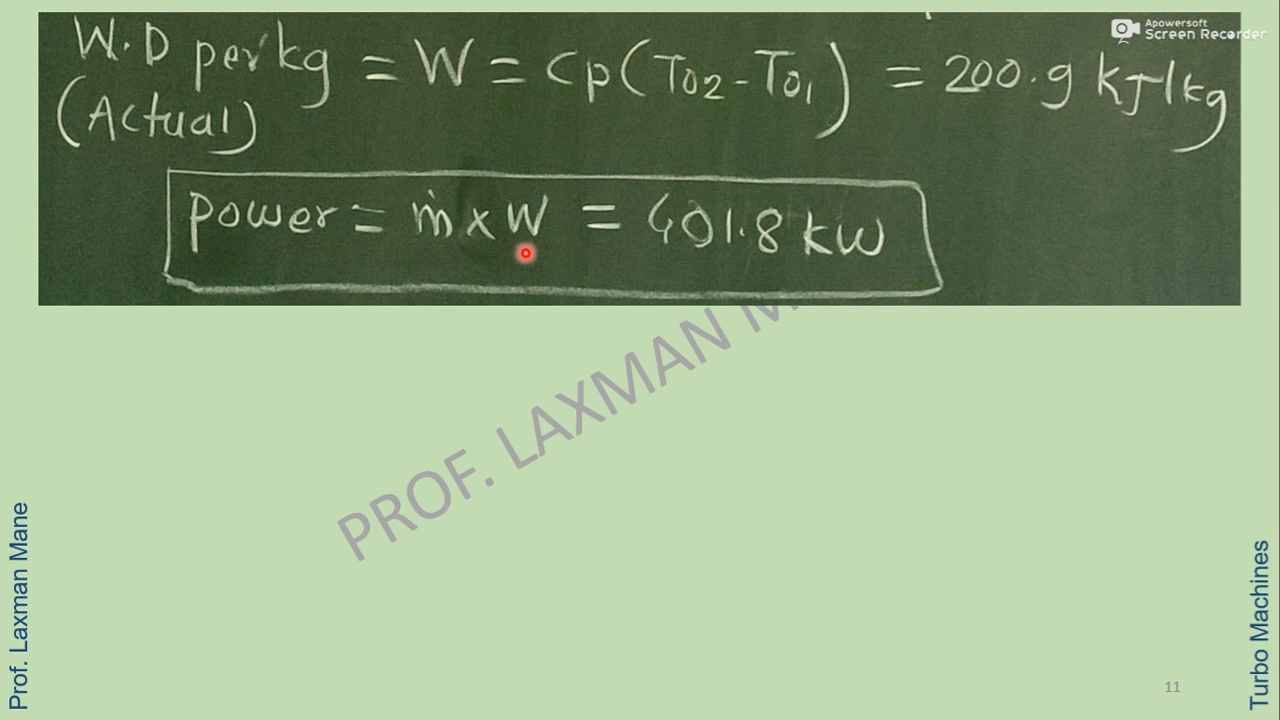 Apowersoft
Screen Recorder
W.D per kg = W = Cp(T02 - T01) = 200.9 kJ/kg
(Actual)
power = ṁ x W = 401.8 kW
PROF. LAXMAN M
Prof. Laxman Mane
Turbo Machines
11